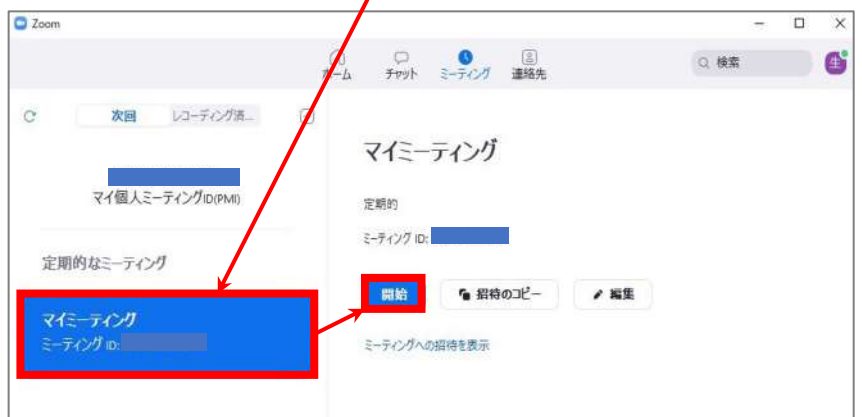 Zoom
ホーム
チャット
ミーティング
連絡先
検索
生
次回
レコーディング済...
マイ個人ミーティングID(PMI)
定期的なミーティング
マイミーティング
ミーティング ID:
マイミーティング
定期的
ミーティング ID:
開始
招待のコピー
編集
ミーティングへの招待を表示